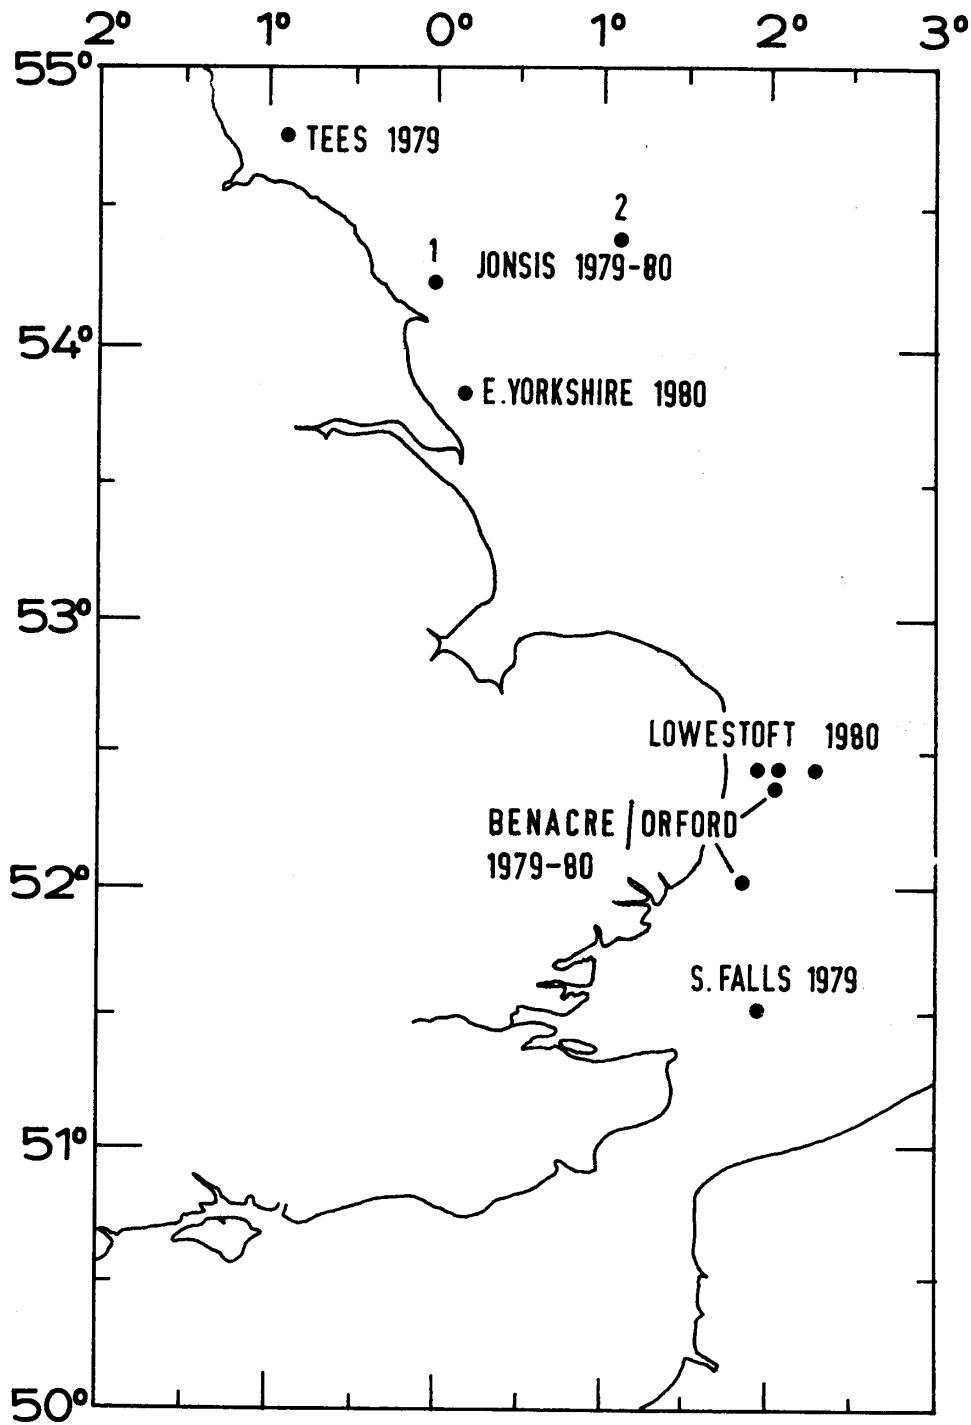 2° 1° 0° 1° 2° 3°
55°
TEES 1979
2
1
JONSIS 1979-80
54°
E.YORKSHIRE 1980
53°
LOWESTOFT 1980
BENACRE/ORFORD
1979-80
52°
S.FALLS 1979
51°
50°